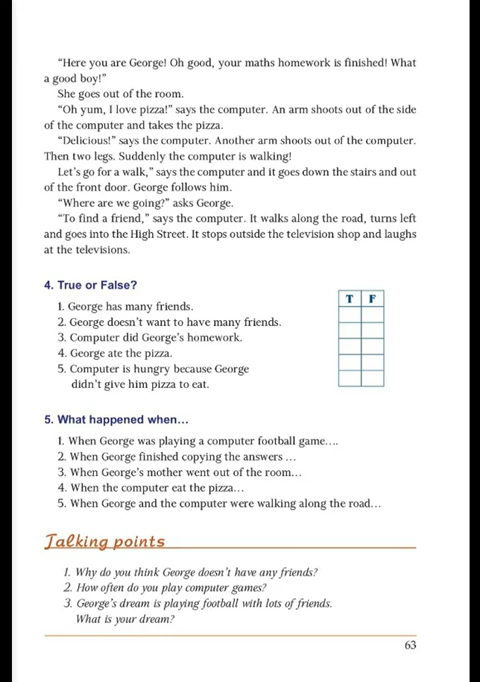 “Here you are George! Oh good, your maths homework is finished! What
a good boy!”
She goes out of the room.
“Oh yum, I love pizza!” says the computer. An arm shoots out of the side
of the computer and takes the pizza.
“Delicious!” says the computer. Another arm shoots out of the computer.
Then two legs. Suddenly the computer is walking!
Let’s go for a walk,” says the computer and it goes down the stairs and out
of the front door. George follows him.
“Where are we going?” asks George.
“To find a friend,” says the computer. It walks along the road, turns left
and goes into the High Street. It stops outside the television shop and laughs
at the televisions.
4. True or False?
T F
1. George has many friends.
2. George doesn’t want to have many friends.
3. Computer did George’s homework.
4. George ate the pizza.
5. Computer is hungry because George
didn’t give him pizza to eat.
5. What happened when…
1. When George was playing a computer football game….
2. When George finished copying the answers …
3. When George’s mother went out of the room…
4. When the computer eat the pizza…
5. When George and the computer were walking along the road…
Talking points
1. Why do you think George doesn’t have any friends?
2. How often do you play computer games?
3. George’s dream is playing football with lots of friends.
What is your dream?
63